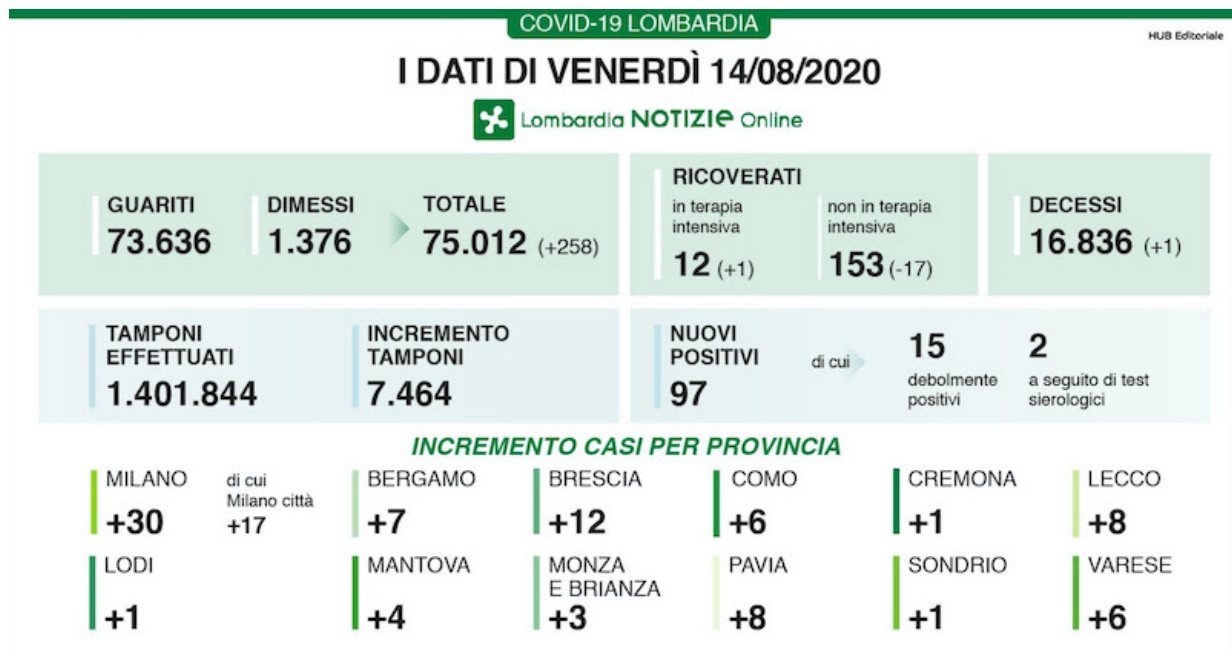 COVID-19 LOMBARDIA
HUB Editoriale
I DATI DI VENERDÌ 14/08/2020
Lombardia NOTIZIE Online
GUARITI
73.636
DIMESSI
1.376
TOTALE
75.012 (+258)
RICOVERATI
in terapia
intensiva
12 (+1)
non in terapia
intensiva
153 (-17)
DECESSI
16.836 (+1)
TAMPONI
EFFETTUATI
1.401.844
INCREMENTO
TAMPONI
7.464
NUOVI
POSITIVI
97
di cui
15
debolmente
positivi
2
a seguito di test
sierologici
INCREMENTO CASI PER PROVINCIA
MILANO
+30
di cui
Milano città
+17
BERGAMO
+7
BRESCIA
+12
COMO
+6
CREMONA
+1
LECCO
+8
LODI
+1
MANTOVA
+4
MONZA
E BRIANZA
+3
PAVIA
+8
SONDRIO
+1
VARESE
+6